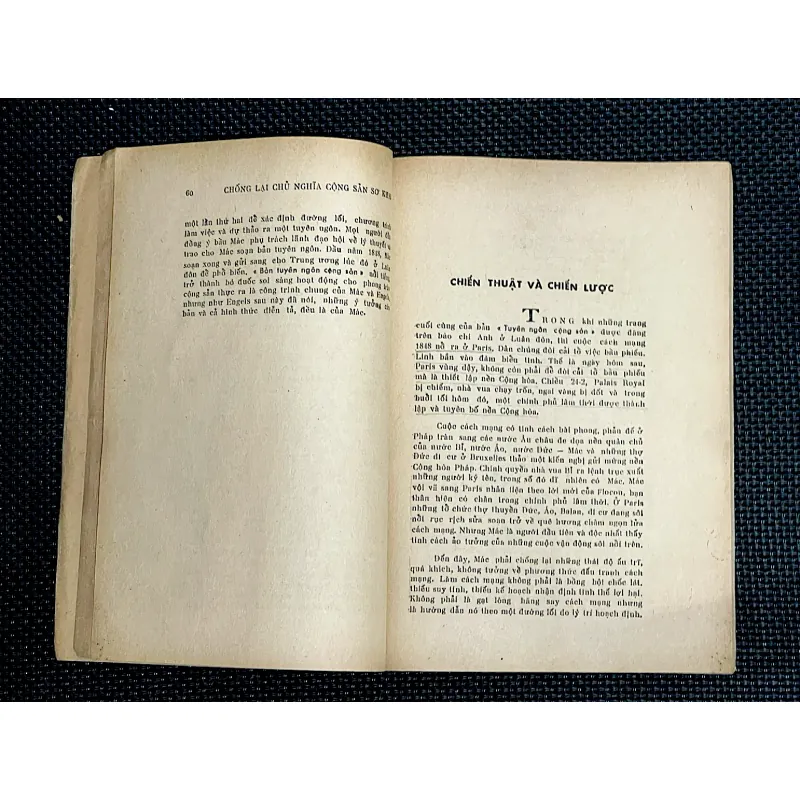 60 CHỐNG LẠI CHỦ NGHĨA CỘNG SẢN SƠ
một lần thứ hai để xác định đường lối, chương trình
làm việc và dự thảo ra một tuyên ngôn. Mọi người đều
đồng ý bầu Mác phụ trách lãnh đạo hội về lý thuyết
trao cho Mác soạn bản tuyên ngôn. Đầu năm 1848,
soạn xong và gửi sang cho Trung ương lúc đó ở Luân
đôn để phổ biến. « Bản tuyên ngôn cộng sản » nổi tiếng
trở thành bó đuốc soi sáng hoạt động cho phong trào
cộng sản thực ra là công trình chung của Mác và Engels,
nhưng như Engels sau này đã nói, những ý tưởng căn
bản và cả hình thức diễn tả, đều là của Mác.
CHIẾN THUẬT VÀ CHIẾN LƯỢC
TRONG khi những trang
cuối cùng của bản « Tuyên ngôn cộng sản » được đăng
trên báo chí Anh ở Luân đôn, thì cuộc cách mạng
1848 nổ ra ở Paris. Dân chúng đòi cải tổ việc bầu phiếu.
Lính bắn vào đám biểu tình. Thế là ngày hôm sau,
Paris vùng dậy, không còn phải để đòi cải tổ bầu phiếu
mà là thiết lập nền Cộng hòa. Chiều 24-2, Palais Royal
bị chiếm, nhà vua chạy trốn, ngai vàng bị đốt và trong
buổi tối hôm đó, một chính phủ lâm thời được thành
lập và tuyên bố nền Cộng hòa.
Cuộc cách mạng có tính cách bài phong, phản đế ở
Pháp tràn sang các nước Âu châu đe dọa nền quân chủ
của nước Bỉ, nước Áo, nước Đức — Mác và những thợ
Đức di cư ở Bruxelles thảo một kiến nghị gửi mừng nền
Cộng hòa Pháp. Chính quyền nhà vua Bỉ ra lệnh trục xuất
những người ký tên, trong số đó dĩ nhiên có Mác. Mác
vội vã sang Paris nhân tiện theo lời mời của Flocon, bạn
thân hiện có chân trong chính phủ lâm thời. Ở Paris
những tổ chức thợ thuyền Đức, Áo, Balan, di cư đang sôi
nổi rục rịch sửa soạn trở về quê hương châm ngọn lửa
cách mạng. Nhưng Mác là người đầu tiên và độc nhất thấy
tính cách ảo tưởng của những cuộc vận động sôi nổi trên.
Đến đây, Mác phải chống lại những thái độ ấu trĩ,
quá khích, không tưởng về phương thức đấu tranh cách
mạng. Làm cách mạng không phải là bồng bột chốc lát,
thiếu suy tính, thiếu kế hoạch nhận định tình thế lợi hại.
Không phải là gạt lòng hăng say cách mạng nhưng
là hướng dẫn nó theo một đường lối do lý trí hoạch định.